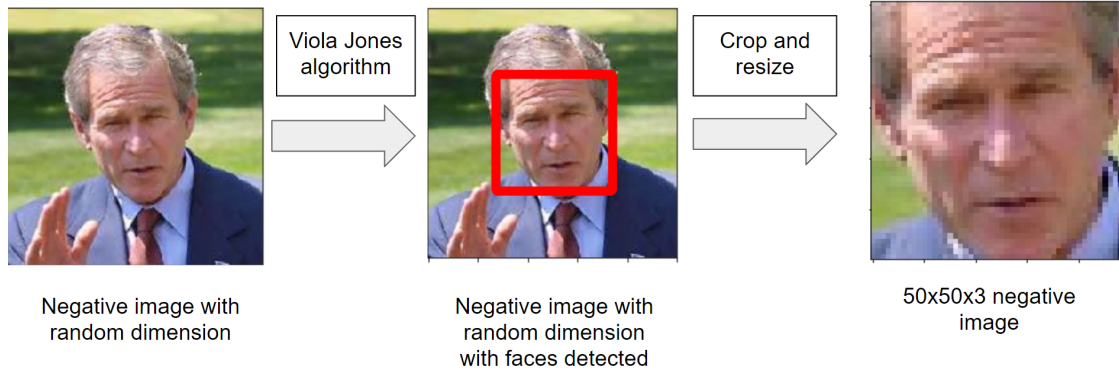 Viola Jones
algorithm
Crop and
resize
Negative image with
random dimension
Negative image with
random dimension
with faces detected
50x50x3 negative
image